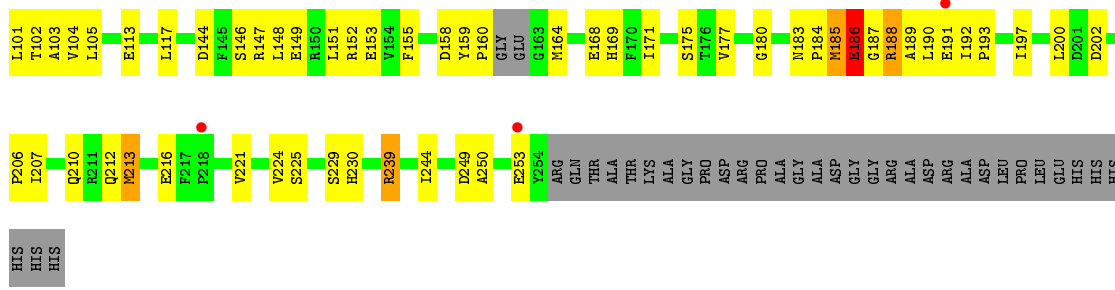 L101 T102 A103 V104 L105 E113 L117 D144 F145 S146 R147 L148 E149 R150 L151 R152 E153 V154 F155 D158 Y159 P160 GLY GLU G163 M164 E168 H169 F170 I171 S175 T176 V177 G180 N183 P184 M185 E186 G187 R188 A189 L190 E191 I192 P193 I197 L200 D201 D202
P206 I207 Q210 R211 Q212 M213 E216 F217 P218 V221 V224 S225 S229 H230 R239 I244 D249 A250 E253 Y254 ARG GLN THR ALA THR LYS ALA GLY PRO ASP ARG PRO ALA GLY ALA ASP GLY GLY ARG ALA ASP ARG ALA ASP LEU PRO LEU GLU HIS HIS HIS
HIS HIS HIS